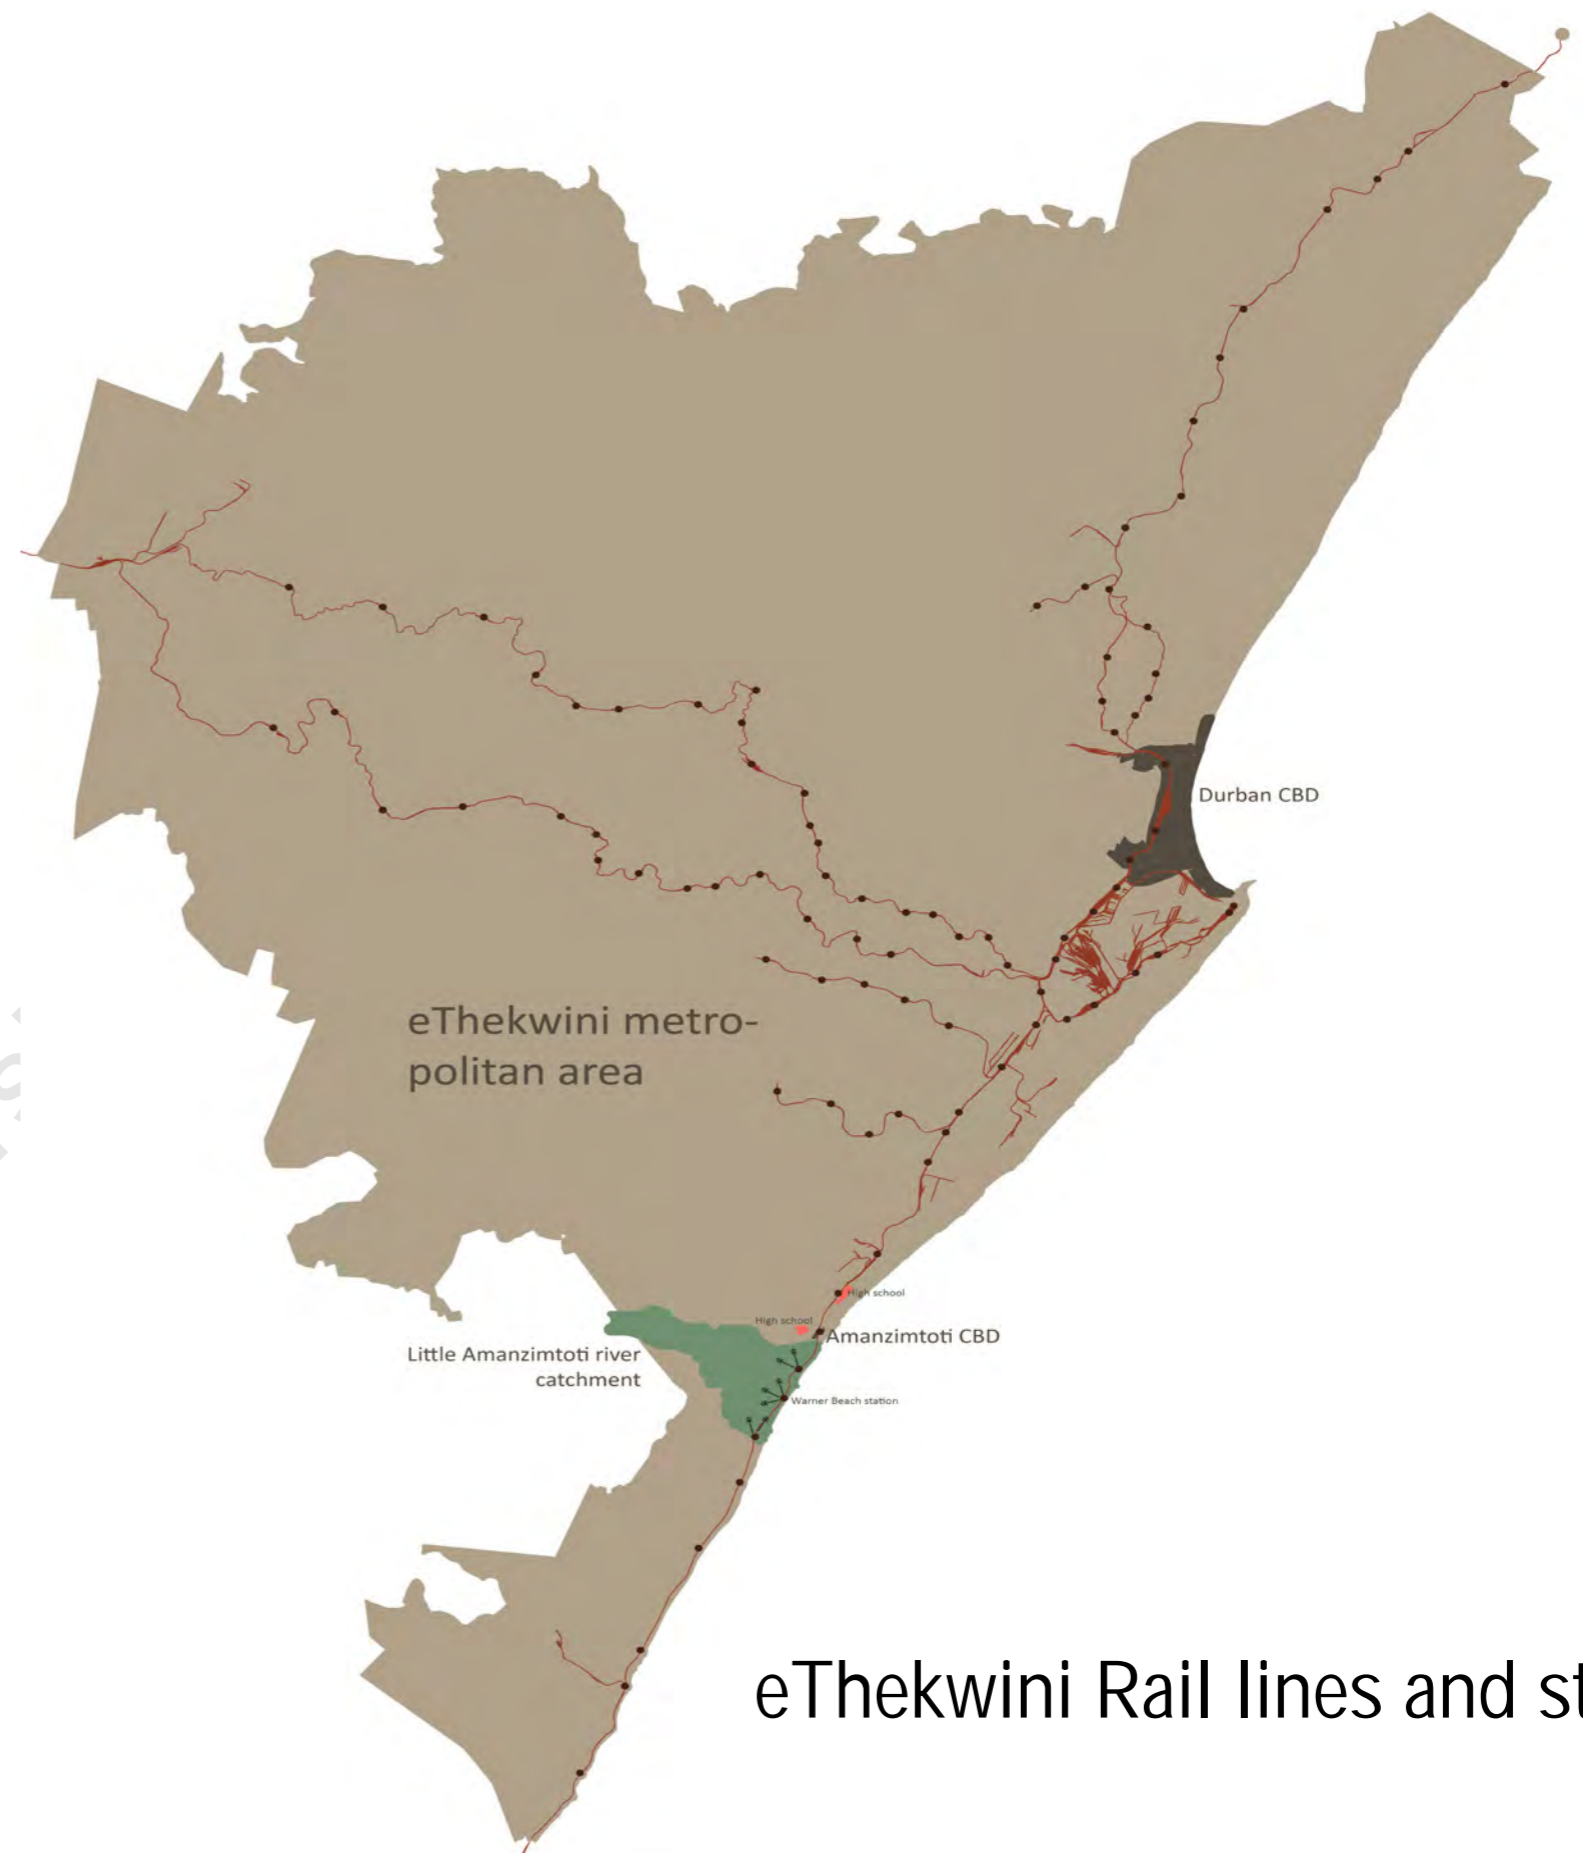 Durban CBD
eThekwini metro-
politan area
High school
High school
Amanzimtoti CBD
Little Amanzimtoti river
catchment
Warner Beach station
eThekwini Rail lines and st